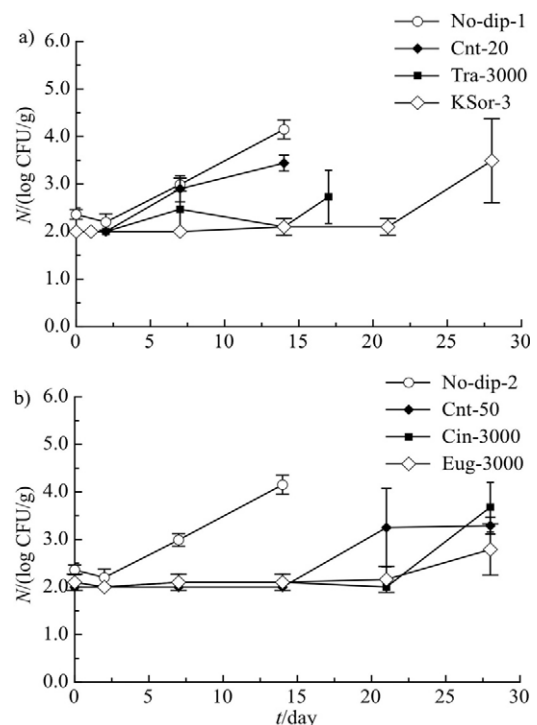 a)
No-dip-1
Cnt-20
Tra-3000
KSor-3
N/(log CFU/g)
6.0
5.0
4.0
3.0
2.0
1.0
0.0
0 5 10 15 20 25 30
b)
No-dip-2
Cnt-50
Cin-3000
Eug-3000
N/(log CFU/g)
6.0
5.0
4.0
3.0
2.0
1.0
0.0
0 5 10 15 20 25 30
t/day